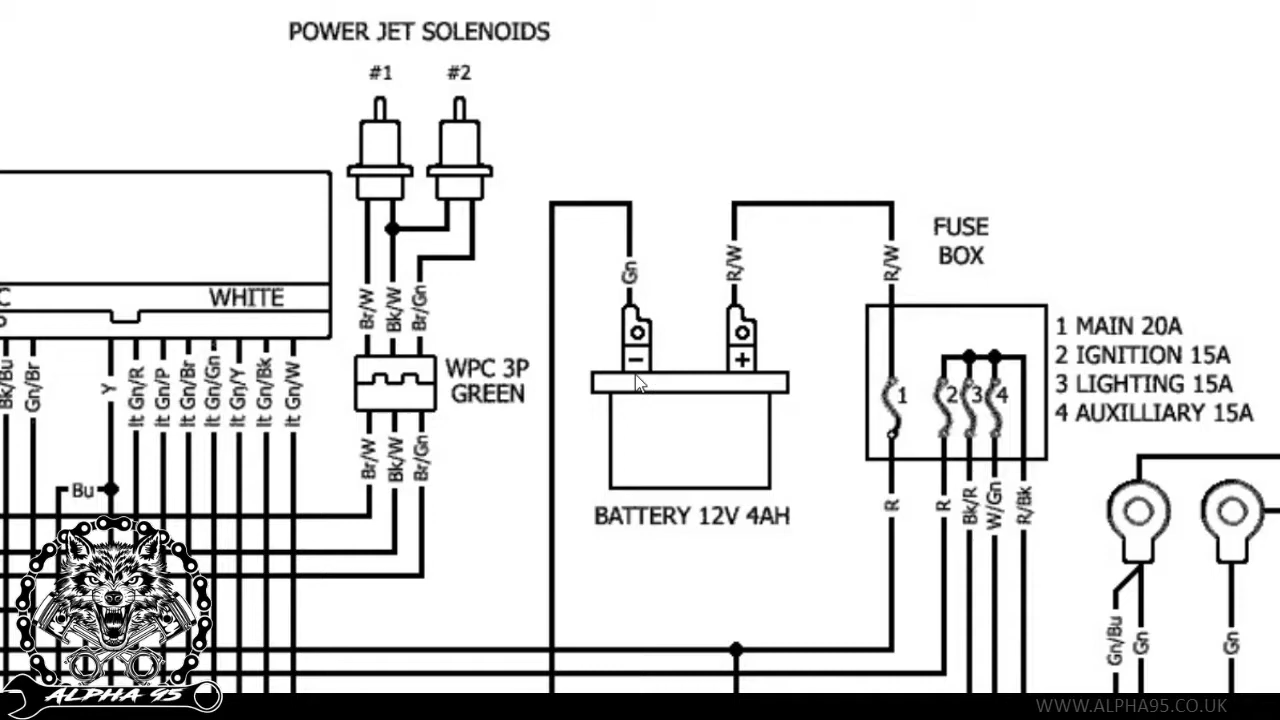 POWER JET SOLENOIDS
#1 #2
FUSE
BOX
C WHITE
Gn R/W R/W
Br/W Bk/W Br/Gn
1 MAIN 20A
2 IGNITION 15A
3 LIGHTING 15A
4 AUXILLIARY 15A
WPC 3P
GREEN
- +
1 2 3 4
Bk/Bu Gn/Br Y lt Gn/R lt Gn/P lt Gn/Br lt Gn/Gn lt Gn/Y lt Gn/Bk lt Gn/W
Br/W Bk/W Br/Gn
Bu
BATTERY 12V 4AH
R R Bk/R W/Gn R/Bk
Gn/Bu Gn Gn
ALPHA 95
WWW.ALPHA95.CO.UK